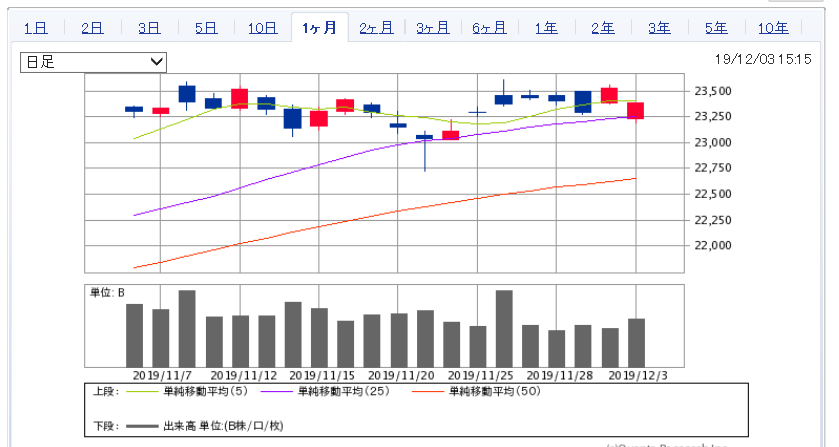 1日 2日 3日 5日 10日 1ヶ月 2ヶ月 3ヶ月 6ヶ月 1年 2年 3年 5年 10年
日足 19/12/03 15:15
23,500
23,250
23,000
22,750
22,500
22,250
22,000
単位: B
2019/11/7 2019/11/12 2019/11/15 2019/11/20 2019/11/25 2019/11/28 2019/12/3
上段: 単純移動平均(5) 単純移動平均(25) 単純移動平均(50)
下段: 出来高 単位:(B株/口/枚)